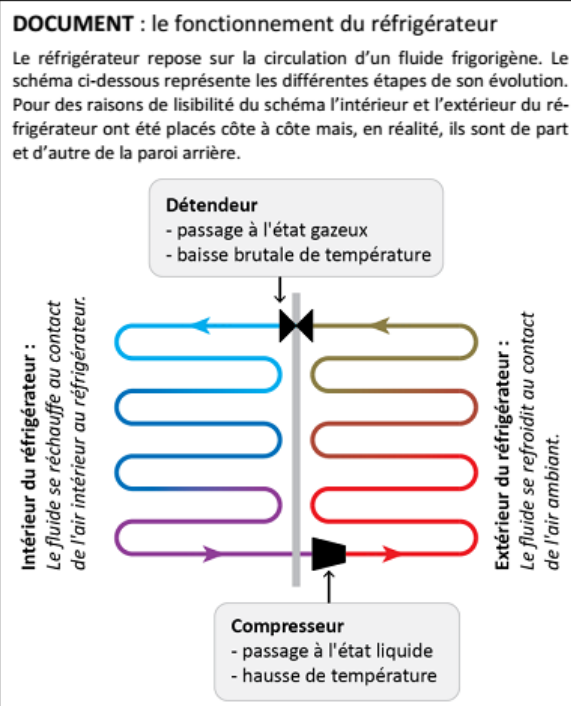 DOCUMENT : le fonctionnement du réfrigérateur
Le réfrigérateur repose sur la circulation d'un fluide frigorigène. Le
schéma ci-dessous représente les différentes étapes de son évolution.
Pour des raisons de lisibilité du schéma l'intérieur et l'extérieur du ré-
frigérateur ont été placés côte à côte mais, en réalité, ils sont de part
et d'autre de la paroi arrière.
Détendeur
- passage à l'état gazeux
- baisse brutale de température
Intérieur du réfrigérateur :
Le fluide se réchauffe au contact
de l'air intérieur au réfrigérateur.
Extérieur du réfrigérateur :
Le fluide se refroidit au contact
de l'air ambiant.
Compresseur
- passage à l'état liquide
- hausse de température